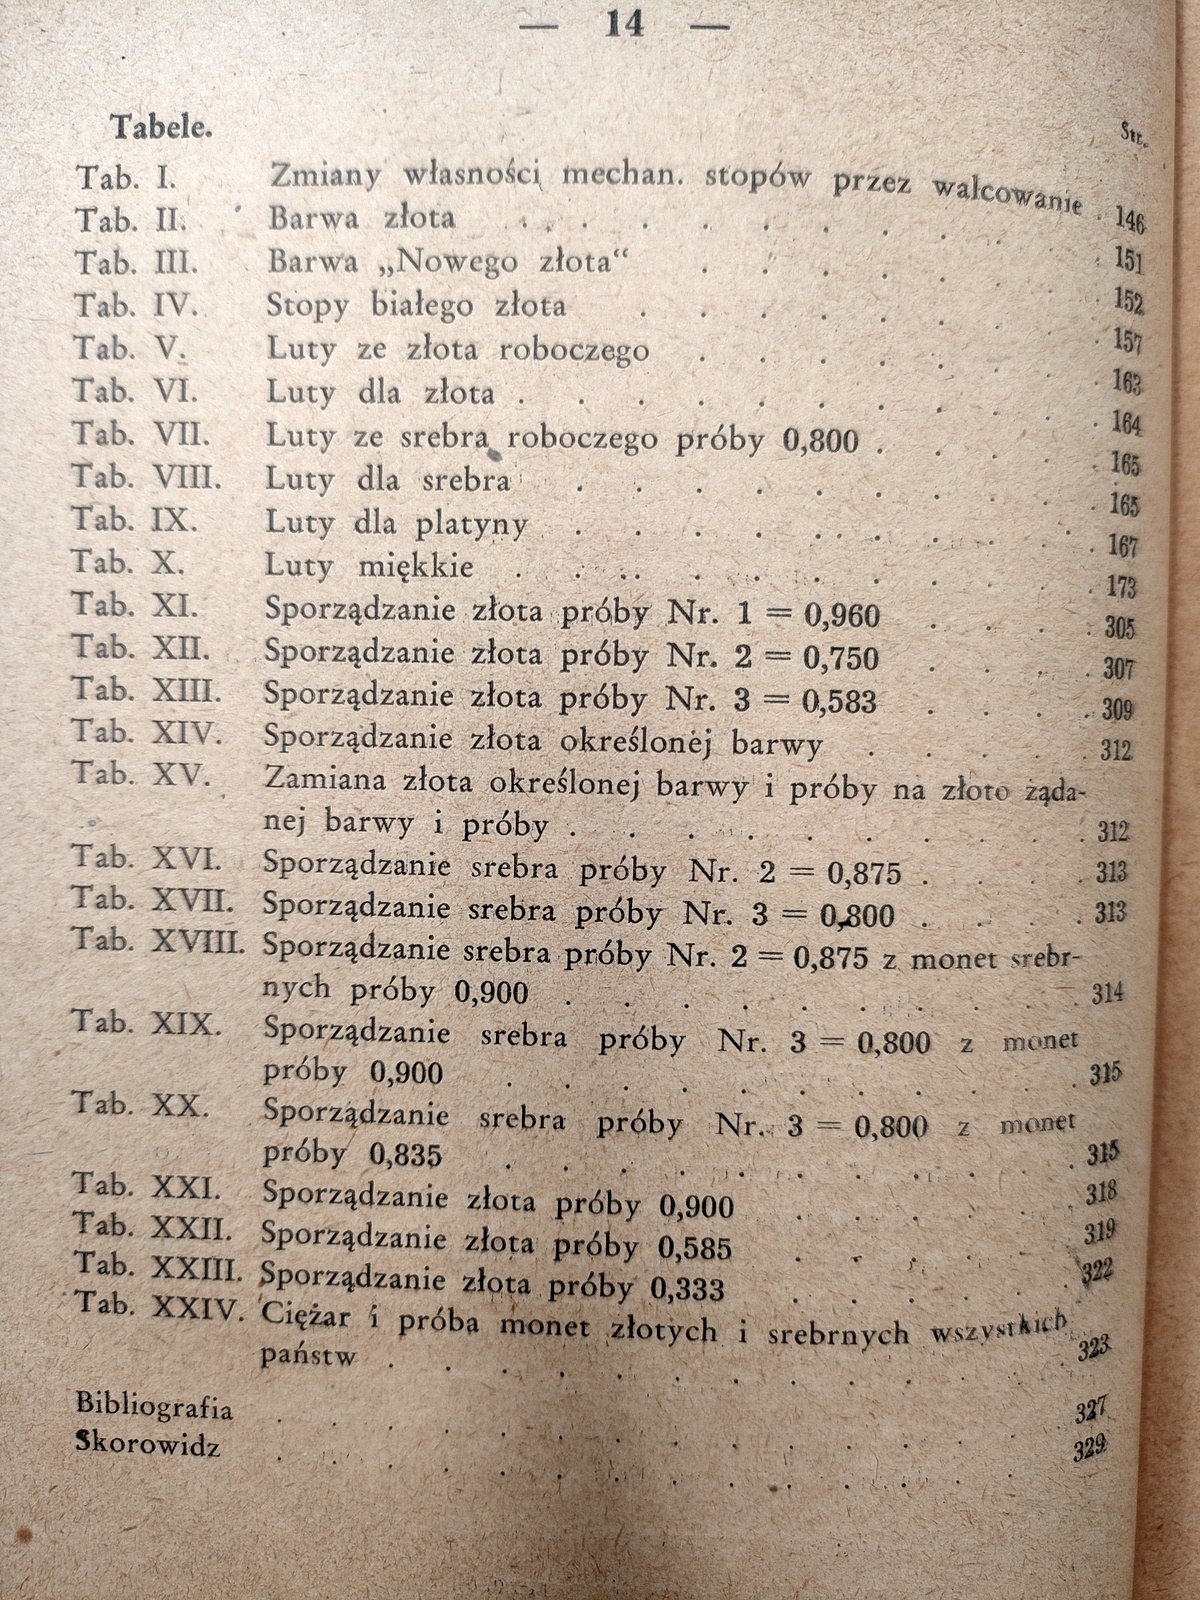 — 14 —
Tabele.
Str.
Tab. I. Zmiany własności mechan. stopów przez walcowanie . 146
Tab. II. Barwa złota . . . . . . . . . . 151
Tab. III. Barwa „Nowego złota“ . . . . . . . 152
Tab. IV. Stopy białego złota . . . . . . . . 157
Tab. V. Luty ze złota roboczego . . . . . . . 163
Tab. VI. Luty dla złota . . . . . . . . . . 164
Tab. VII. Luty ze srebra roboczego próby 0,800 . . . . 165
Tab. VIII. Luty dla srebra . . . . . . . . . 165
Tab. IX. Luty dla platyny . . . . . . . . . 167
Tab. X. Luty miękkie . . . . . . . . . . 173
Tab. XI. Sporządzanie złota próby Nr. 1 = 0,960 . . . . 305
Tab. XII. Sporządzanie złota próby Nr. 2 = 0,750 . . . . 307
Tab. XIII. Sporządzanie złota próby Nr. 3 = 0,583 . . . . 309
Tab. XIV. Sporządzanie złota określonej barwy . . . . 312
Tab. XV. Zamiana złota określonej barwy i próby na złoto żąda-
nej barwy i próby . . . . . . . . . 312
Tab. XVI. Sporządzanie srebra próby Nr. 2 = 0,875 . . . . 313
Tab. XVII. Sporządzanie srebra próby Nr. 3 = 0,800 . . . . 313
Tab. XVIII. Sporządzanie srebra próby Nr. 2 = 0,875 z monet srebr-
nych próby 0,900 . . . . . . . . . 314
Tab. XIX. Sporządzanie srebra próby Nr. 3 = 0,800 z monet
próby 0,900 . . . . . . . . . . 315
Tab. XX. Sporządzanie srebra próby Nr. 3 = 0,800 z monet
próby 0,835 . . . . . . . . . . 315
Tab. XXI. Sporządzanie złota próby 0,900 . . . . . 318
Tab. XXII. Sporządzanie złota próby 0,585 . . . . . 319
Tab. XXIII. Sporządzanie złota próby 0,333 . . . . . 322
Tab. XXIV. Ciężar i próba monet złotych i srebrnych wszystkich
państw . . . . . . . . . . . 323
Bibliografia . . . . . . . . . . . . . 327
Skorowidz . . . . . . . . . . . . . 329